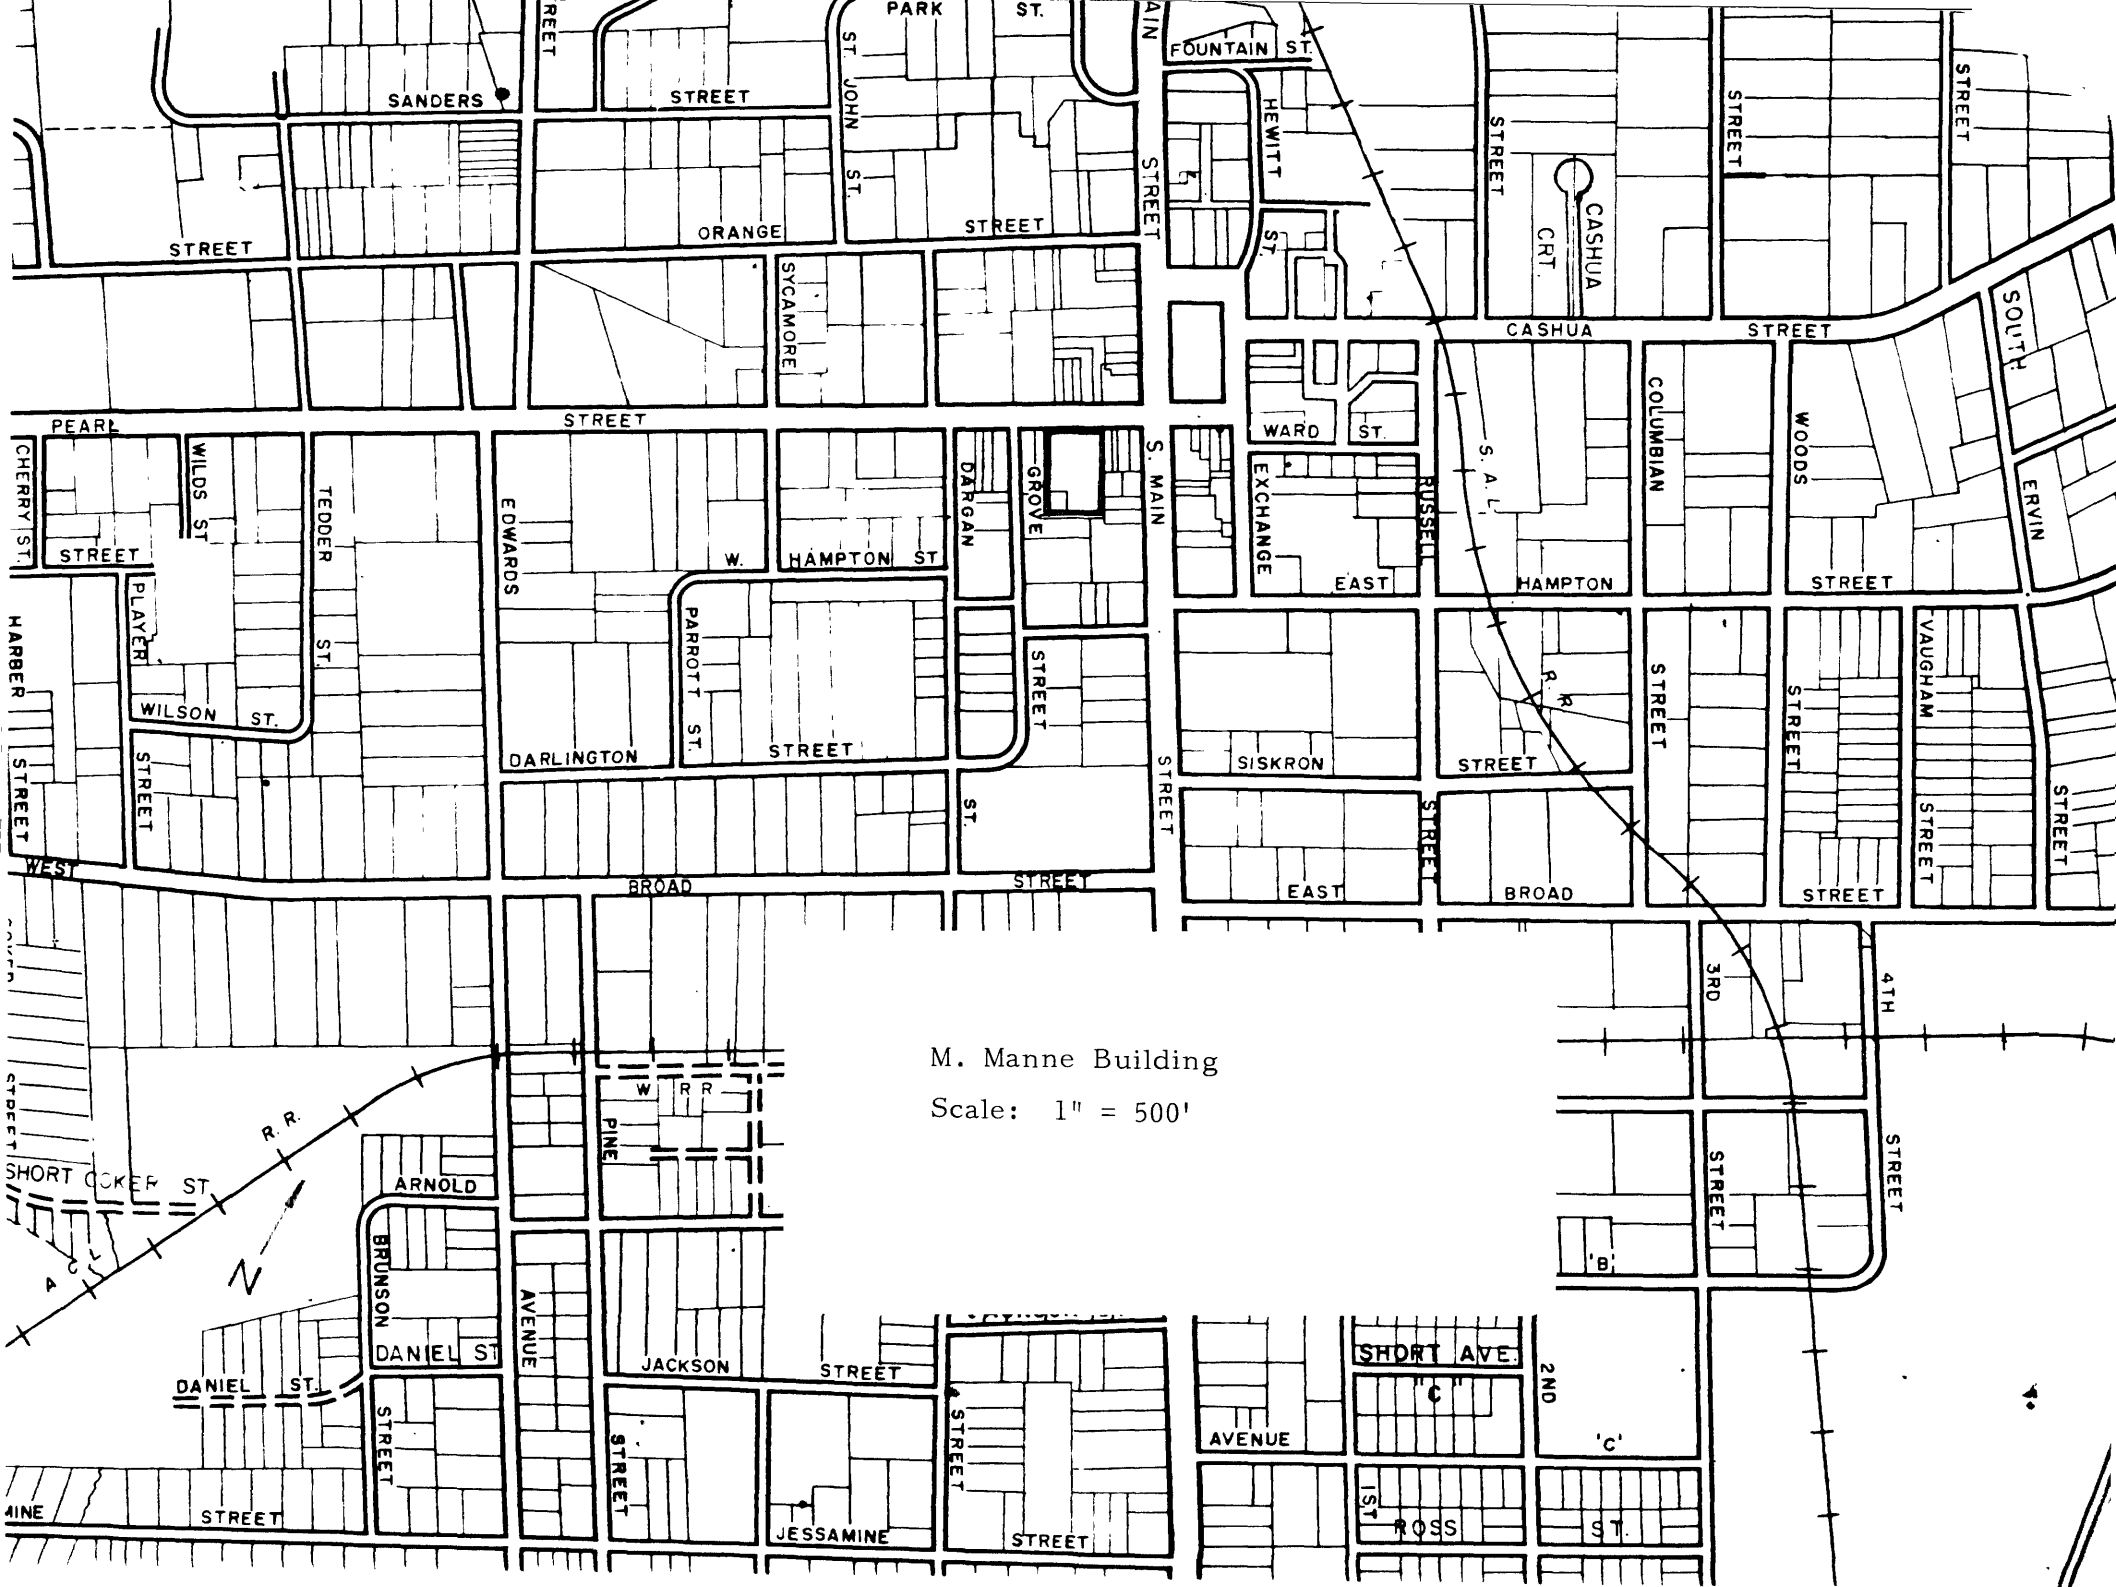 REET
PARK ST.
AIN
FOUNTAIN ST.
SANDERS STREET
ST. JOHN ST.
HEWITT ST.
STREET
STREET
STREET
STREET
STREET
ORANGE
STREET
CASHUA
CRT.
SYCAMORE
CASHUA STREET
SOUTH
PEARL STREET
WARD ST.
CHERRY ST.
WILDS ST
TEDDER ST.
EDWARDS
DARGAN ST.
GROVE STREET
S. MAIN STREET
EXCHANGE
RUSSELL STREET
S. A. L. R. R
COLUMBIAN STREET
WOODS STREET
ERVIN STREET
STREET
W. HAMPTON ST
EAST HAMPTON STREET
PLAYER STREET
HARBER STREET
PARROTT ST.
VAUGHAM STREET
WILSON ST.
DARLINGTON STREET
SISKRON STREET
WEST BROAD STREET
EAST BROAD STREET
3RD STREET
4TH STREET
M. Manne Building
Scale: 1" = 500'
W R R
PINE STREET
R. R.
STREET
SHORT COKER ST
ARNOLD
A C L
N
BRUNSON STREET
AVENUE
'B'
DANIEL ST
DANIEL ST.
JACKSON STREET
SHORT AVE.
"C"
2ND
STREET
AVENUE
'C'
1ST
ROSS ST.
MINE STREET
JESSAMINE STREET